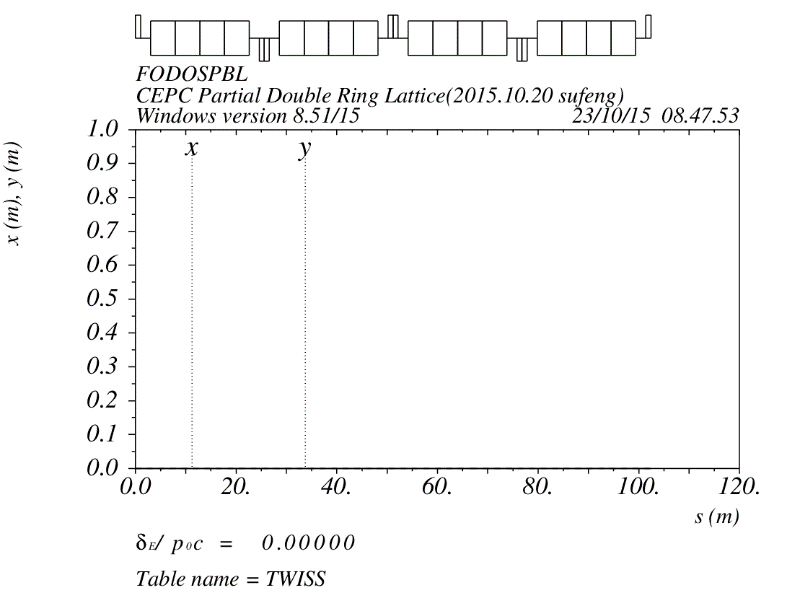 FODOSPBL
CEPC Partial Double Ring Lattice(2015.10.20 sufeng)
Windows version 8.51/15 23/10/15 08.47.53
x (m), y (m)
x y
1.0
0.9
0.8
0.7
0.6
0.5
0.4
0.3
0.2
0.1
0.0
0.0 20. 40. 60. 80. 100. 120.
s (m)
δE/ p0c = 0.00000
Table name = TWISS